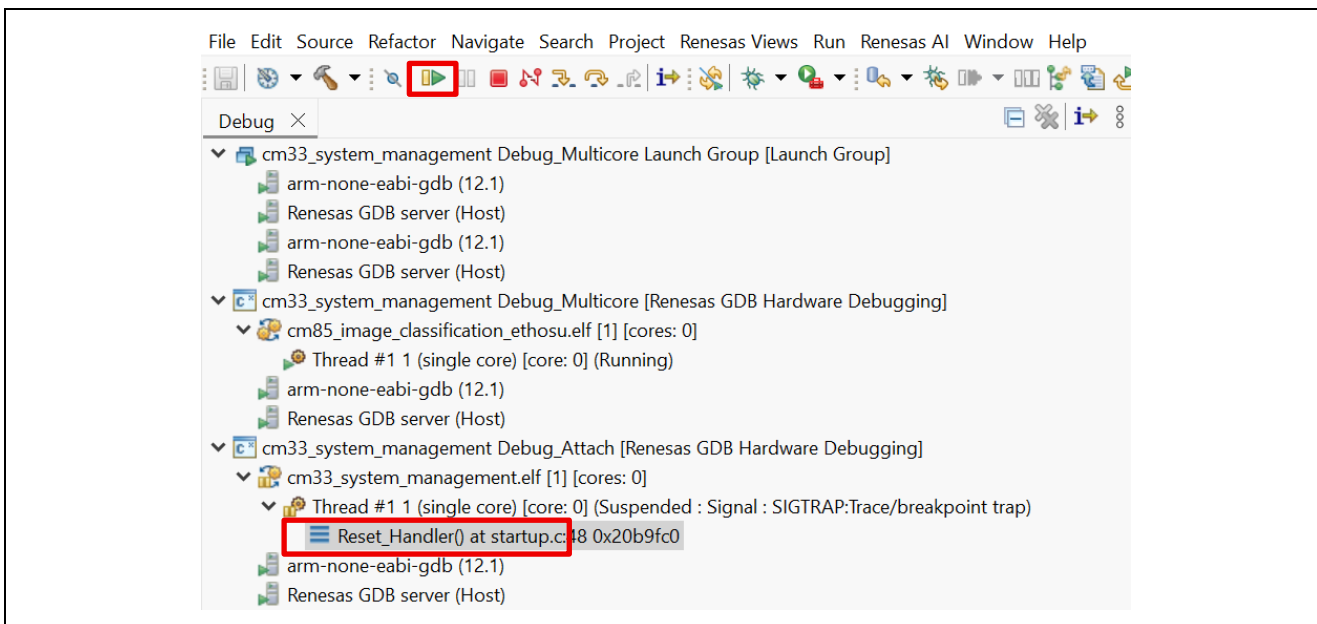 File Edit Source Refactor Navigate Search Project Renesas Views Run Renesas AI Window Help
Debug
cm33_system_management Debug_Multicore Launch Group [Launch Group]
arm-none-eabi-gdb (12.1)
Renesas GDB server (Host)
arm-none-eabi-gdb (12.1)
Renesas GDB server (Host)
cm33_system_management Debug_Multicore [Renesas GDB Hardware Debugging]
cm85_image_classification_ethosu.elf [1] [cores: 0]
Thread #1 1 (single core) [core: 0] (Running)
arm-none-eabi-gdb (12.1)
Renesas GDB server (Host)
cm33_system_management Debug_Attach [Renesas GDB Hardware Debugging]
cm33_system_management.elf [1] [cores: 0]
Thread #1 1 (single core) [core: 0] (Suspended : Signal : SIGTRAP:Trace/breakpoint trap)
Reset_Handler() at startup.c:48 0x20b9fc0
arm-none-eabi-gdb (12.1)
Renesas GDB server (Host)